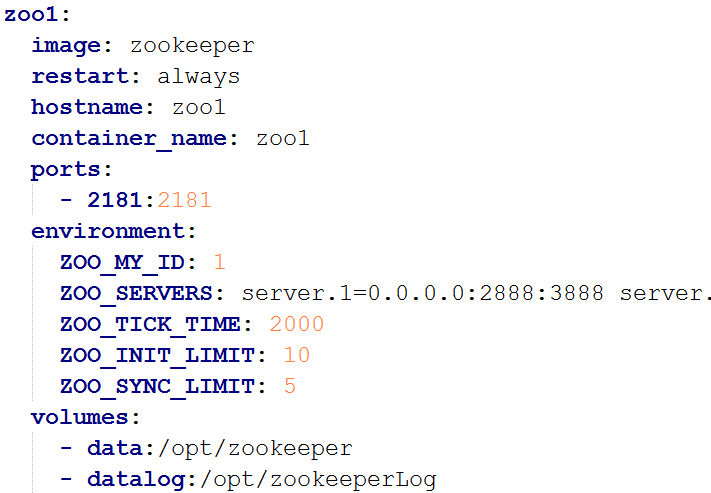 zoo1:
image: zookeeper
restart: always
hostname: zoo1
container_name: zoo1
ports:
- 2181:2181
environment:
ZOO_MY_ID: 1
ZOO_SERVERS: server.1=0.0.0.0:2888:3888 server.
ZOO_TICK_TIME: 2000
ZOO_INIT_LIMIT: 10
ZOO_SYNC_LIMIT: 5
volumes:
- data:/opt/zookeeper
- datalog:/opt/zookeeperLog